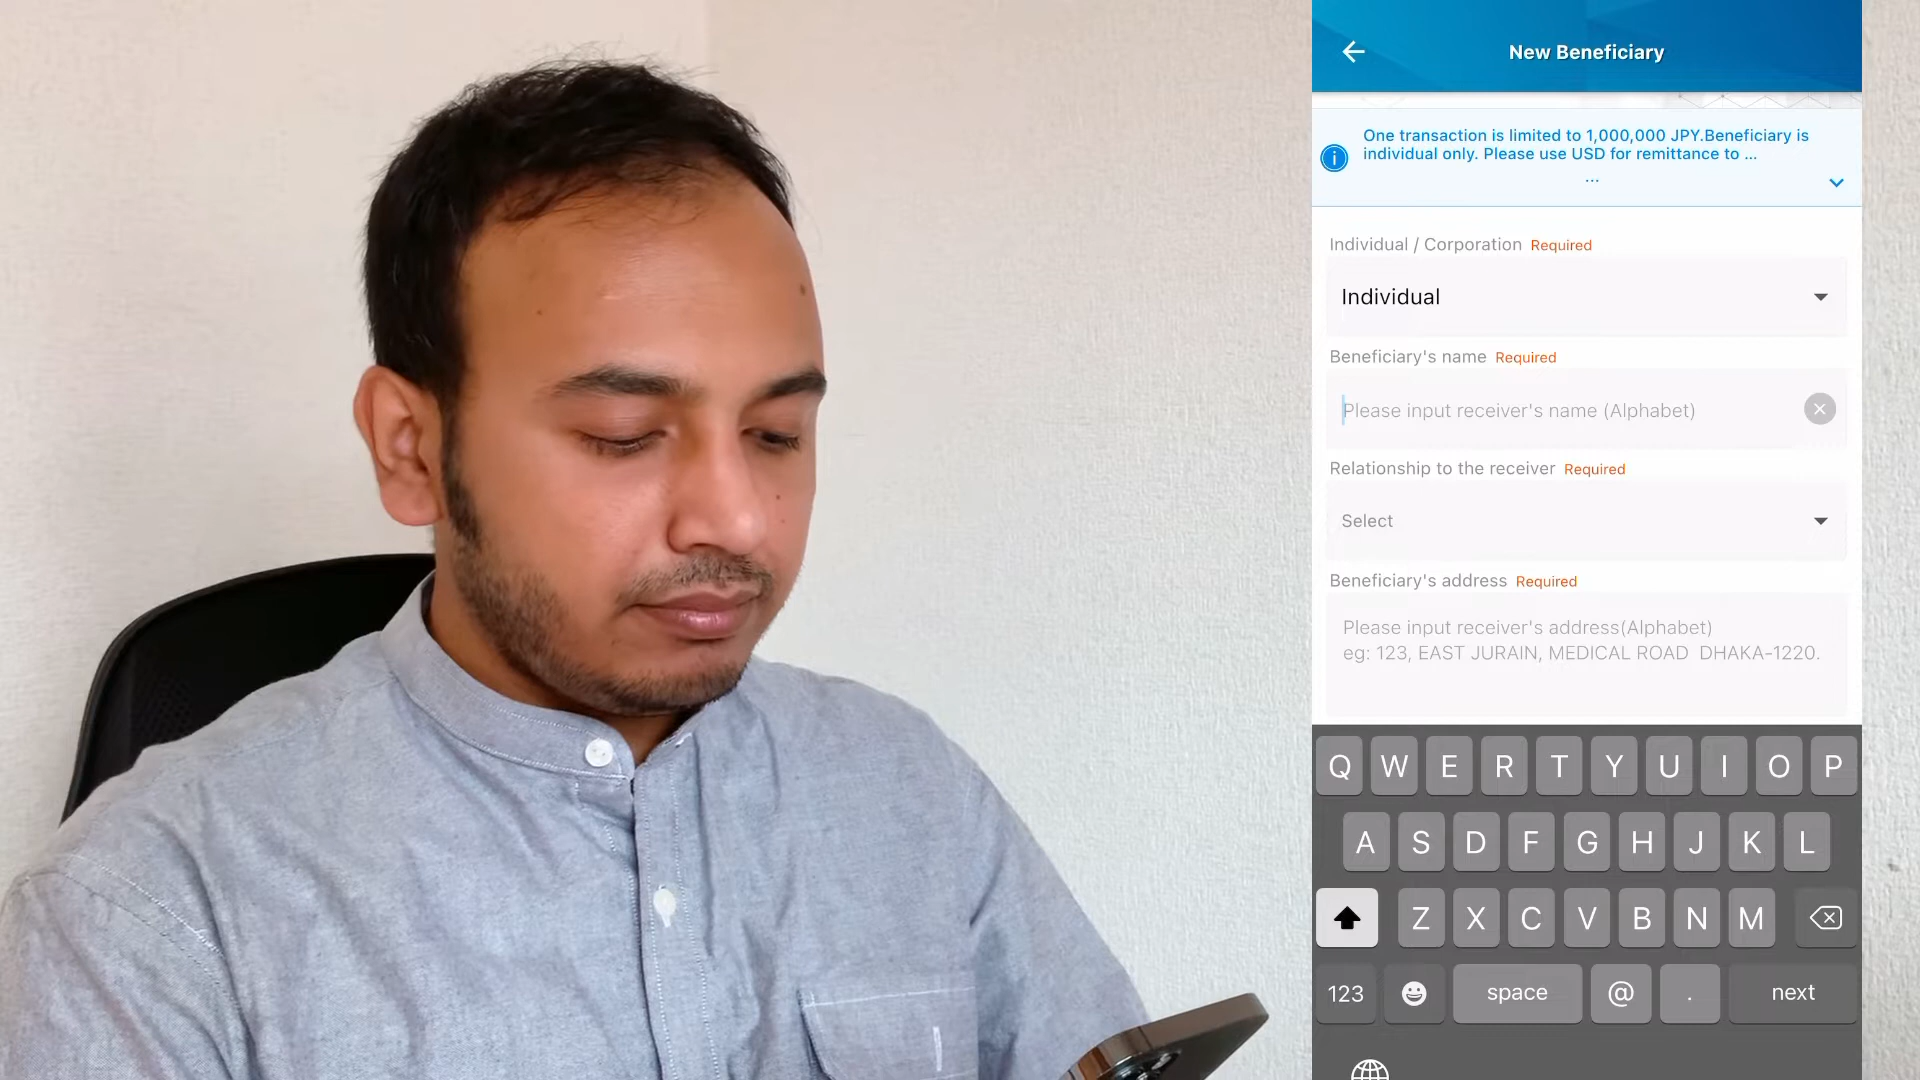 New Beneficiary
One transaction is limited to 1,000,000 JPY.Beneficiary is
individual only. Please use USD for remittance to ...
...
Individual / Corporation Required
Individual
Beneficiary's name Required
Please input receiver's name (Alphabet)
Relationship to the receiver Required
Select
Beneficiary's address Required
Please input receiver's address(Alphabet)
eg: 123, EAST JURAIN, MEDICAL ROAD DHAKA-1220.
Q W E R T Y U I O P
A S D F G H J K L
Z X C V B N M
123 space @ . next